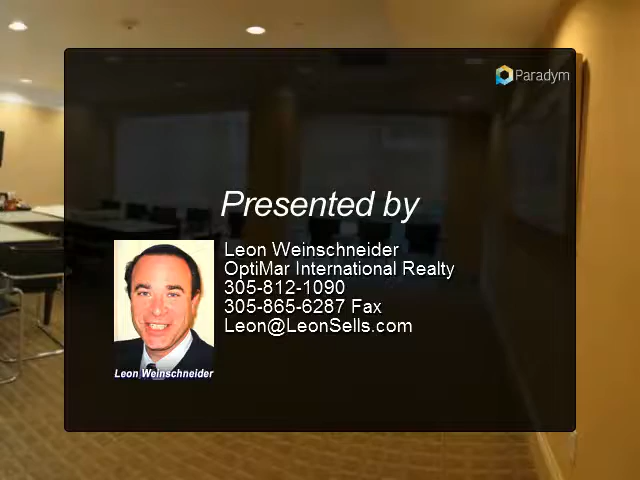 Paradym
Presented by
Leon Weinschneider
OptiMar International Realty
305-812-1090
305-865-6287 Fax
Leon@LeonSells.com
Leon Weinschneider